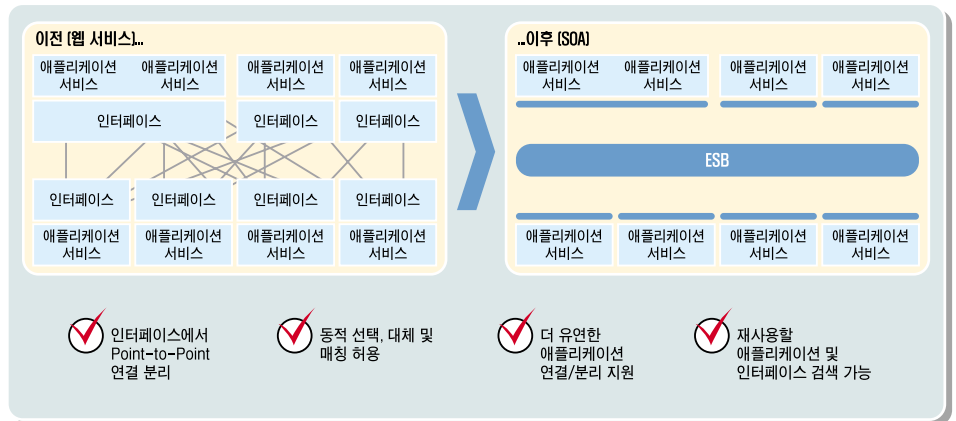 이전 (웹 서비스)...
애플리케이션 서비스
애플리케이션 서비스
애플리케이션 서비스
애플리케이션 서비스
인터페이스
인터페이스
인터페이스
인터페이스
인터페이스
인터페이스
인터페이스
애플리케이션 서비스
애플리케이션 서비스
애플리케이션 서비스
애플리케이션 서비스
...이후 (SOA)
애플리케이션 서비스
애플리케이션 서비스
애플리케이션 서비스
애플리케이션 서비스
ESB
애플리케이션 서비스
애플리케이션 서비스
애플리케이션 서비스
애플리케이션 서비스
인터페이스에서
Point-to-Point
연결 분리
동적 선택, 대체 및
매칭 허용
더 유연한
애플리케이션
연결/분리 지원
재사용할
애플리케이션 및
인터페이스 검색 가능